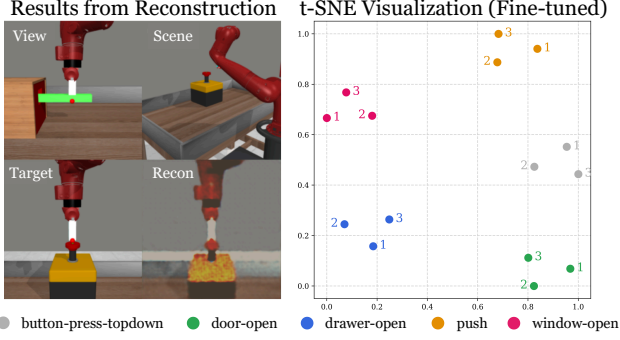 Results from Reconstruction
t-SNE Visualization (Fine-tuned)
View
Scene
Target
Recon
1.0
0.8
0.6
0.4
0.2
0.0
0.0 0.2 0.4 0.6 0.8 1.0
3
1
2
3
1
2
1
2
3
2
3
1
3
1
2
button-press-topdown door-open drawer-open push window-open